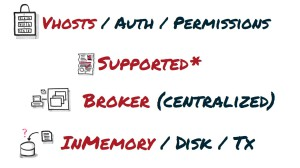 Vhosts / Auth / Permissions
Supported*
Broker (centralized)
InMemory / Disk / Tx